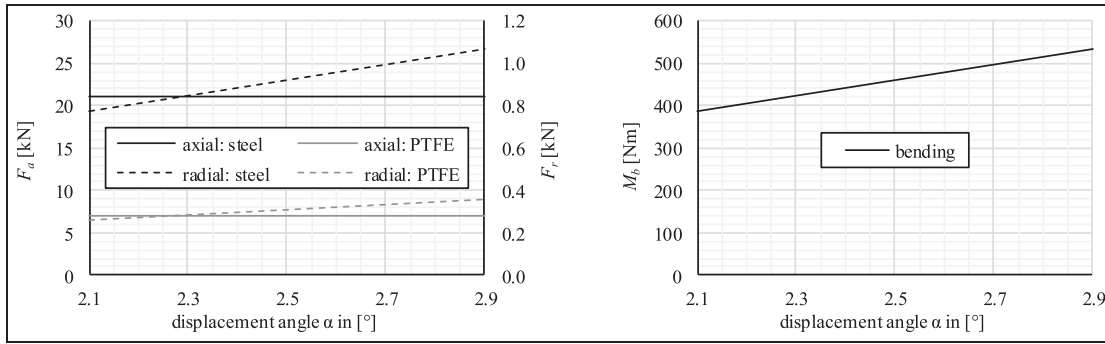 30
25
20
15
10
5
0
Fa [kN]
1.2
1.0
0.8
0.6
0.4
0.2
0.0
Fr [kN]
axial: steel
axial: PTFE
radial: steel
radial: PTFE
2.1 2.3 2.5 2.7 2.9
displacement angle α in [°]
600
500
400
300
200
100
0
Mb [Nm]
bending
2.1 2.3 2.5 2.7 2.9
displacement angle α in [°]